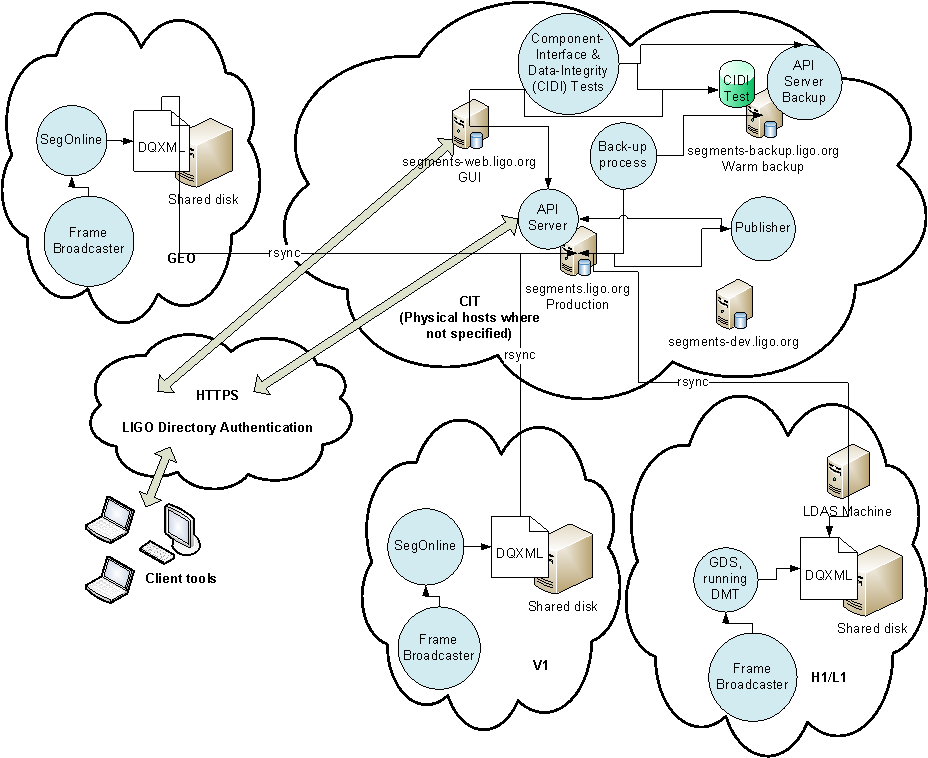 Component-
Interface &
Data-Integrity
(CIDI) Tests
API
Server
Backup
CIDI
Test
SegOnline
DQXML
Shared disk
Frame
Broadcaster
GEO
segments-web.ligo.org
GUI
Back-up
process
segments-backup.ligo.org
Warm backup
API
Server
Publisher
rsync
segments.ligo.org
Production
CIT
(Physical hosts where
not specified)
segments-dev.ligo.org
rsync
rsync
HTTPS
LIGO Directory Authentication
Client tools
SegOnline
DQXML
Shared disk
Frame
Broadcaster
V1
LDAS Machine
GDS,
running
DMT
DQXML
Shared disk
Frame
Broadcaster
H1/L1